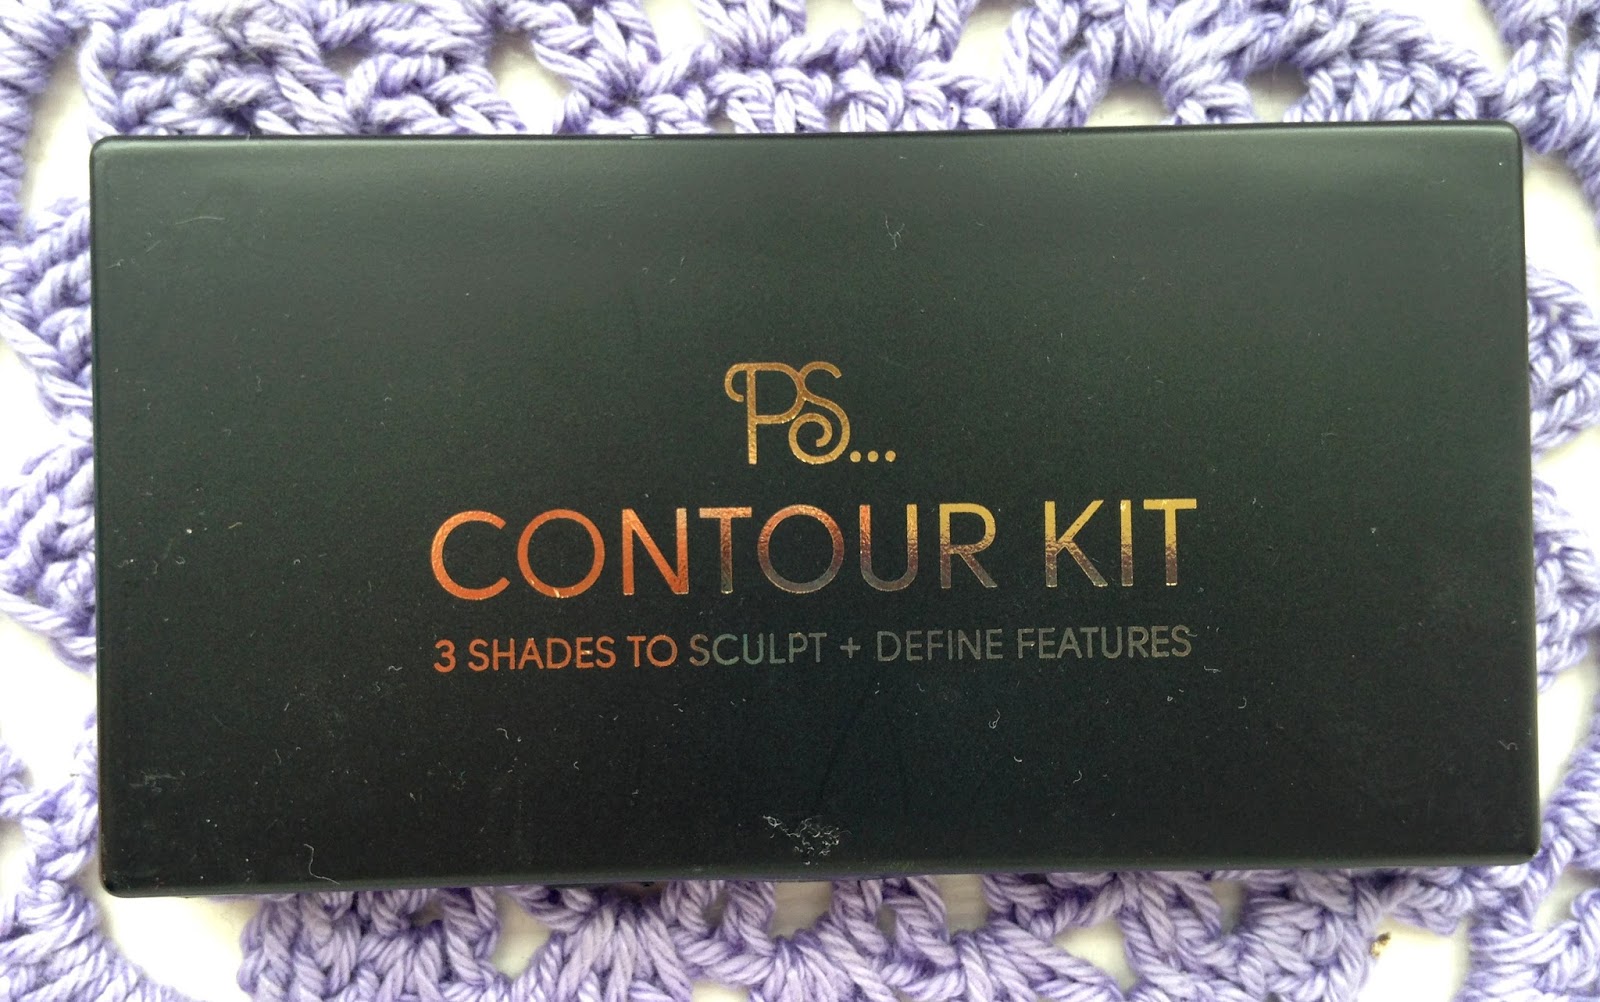 PS...
CONTOUR KIT
3 SHADES TO SCULPT + DEFINE FEATURES